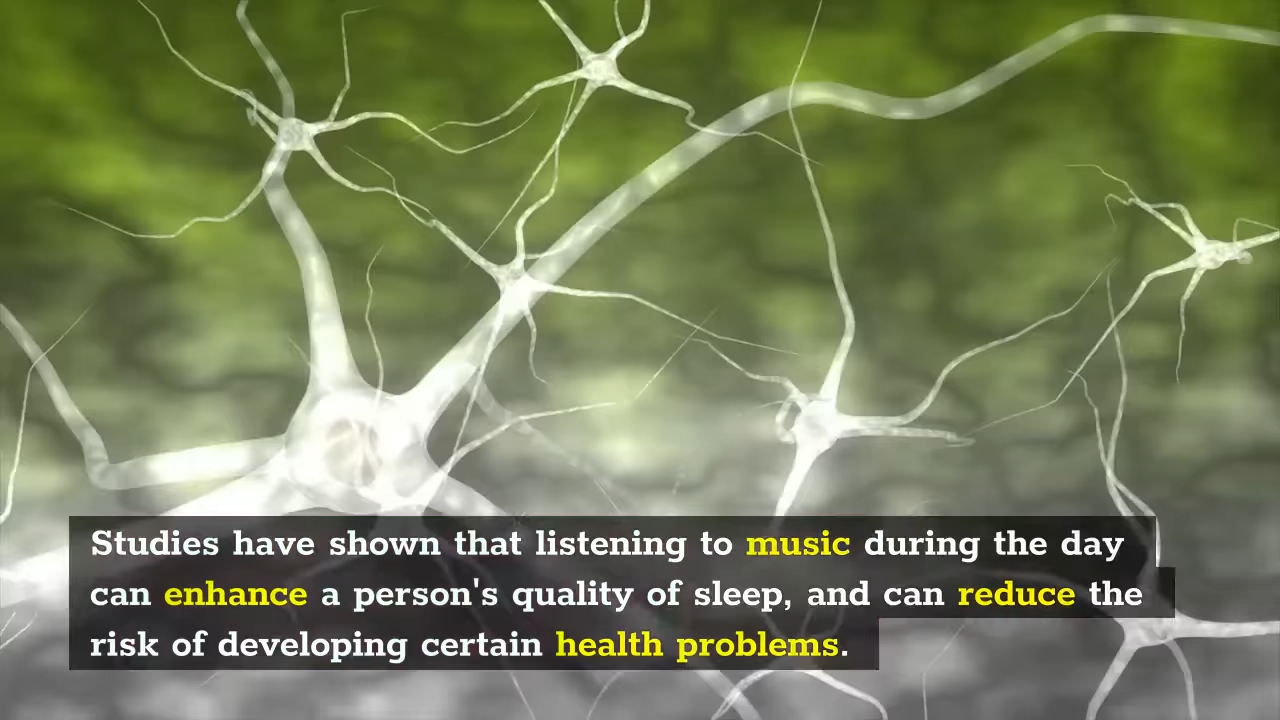 Studies have shown that listening to music during the day
can enhance a person's quality of sleep, and can reduce the
risk of developing certain health problems.